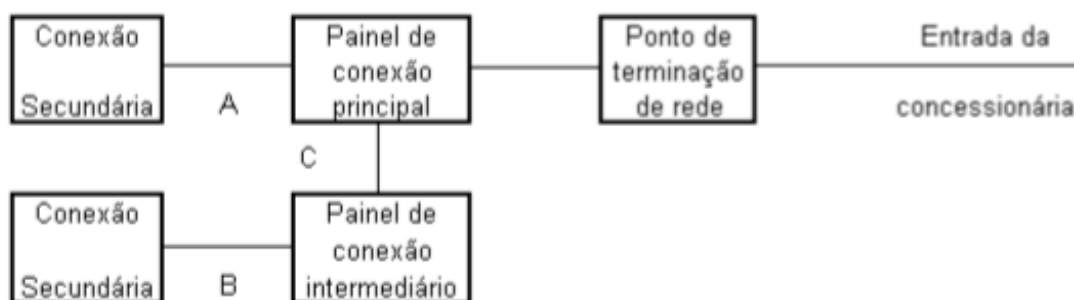 Conexão
Secundária
A
Painel de
conexão
principal
Ponto de
terminação
de rede
Entrada da
concessionária
C
Conexão
Secundária
B
Painel de
conexão
intermediário